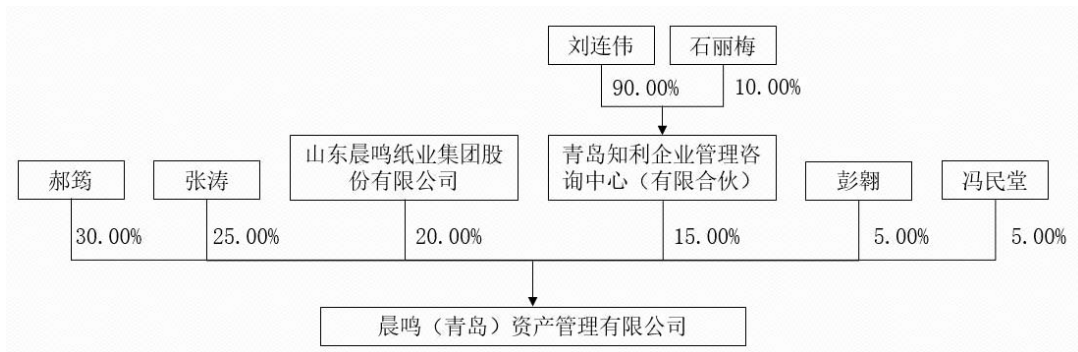 刘连伟
石丽梅
90.00%
10.00%
郝筠
张涛
山东晨鸣纸业集团股
份有限公司
青岛知利企业管理咨
询中心（有限合伙）
彭翱
冯民堂
30.00%
25.00%
20.00%
15.00%
5.00%
5.00%
晨鸣（青岛）资产管理有限公司